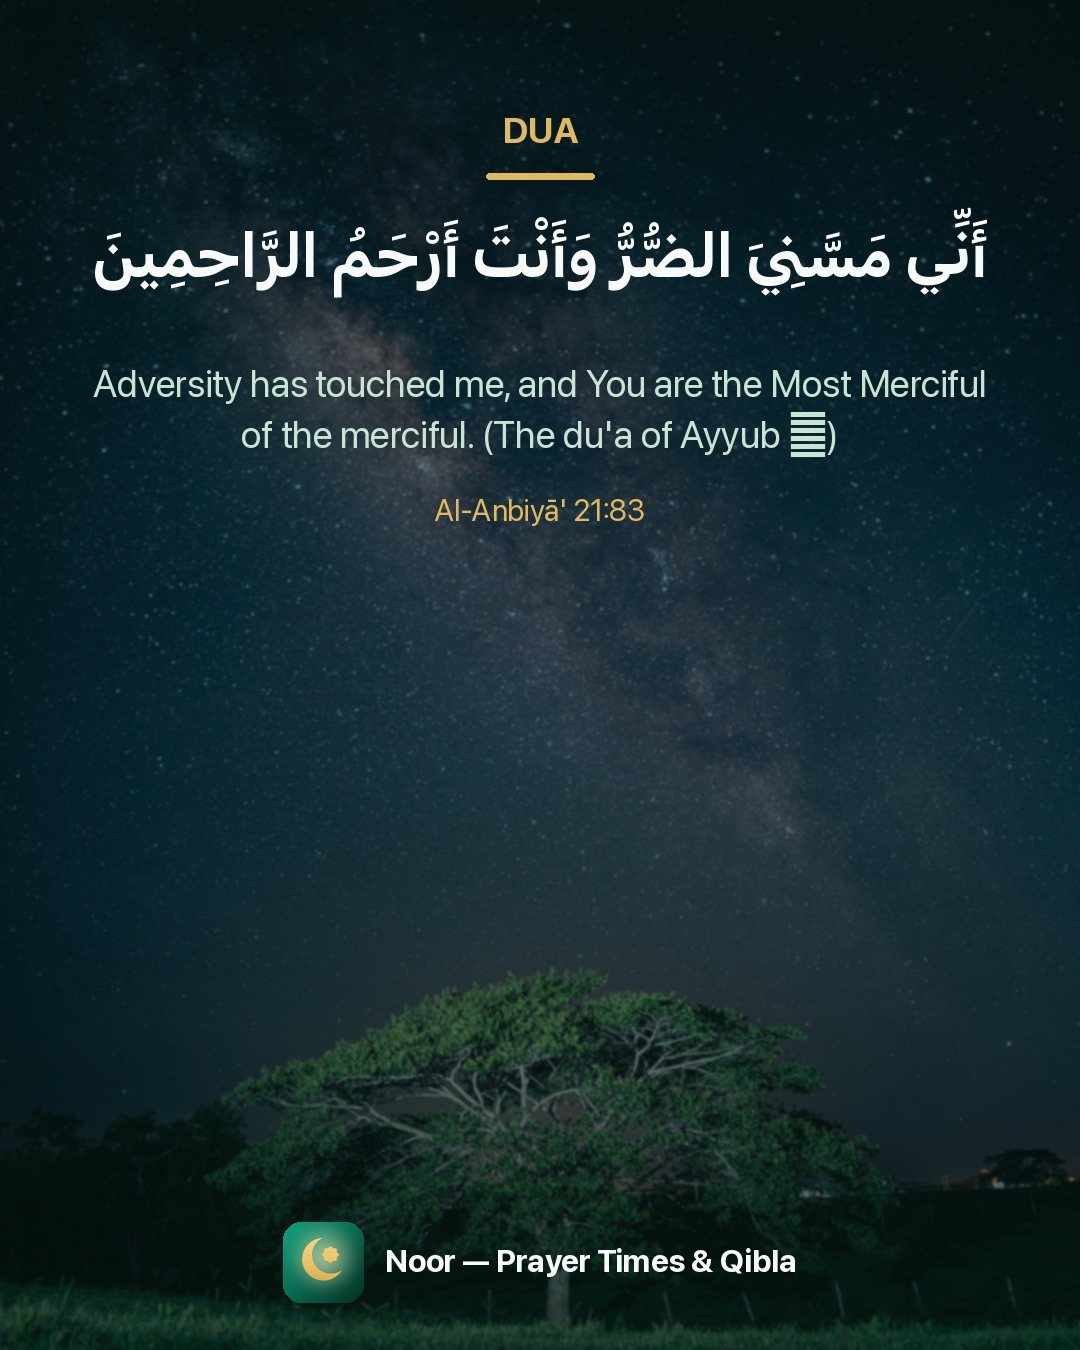 DUA
أَنِّي مَسَّنِيَ الضُّرُّ وَأَنْتَ أَرْحَمُ الرَّاحِمِينَ
Adversity has touched me, and You are the Most Merciful
of the merciful. (The du'a of Ayyub )
Al-Anbiyā' 21:83
Noor — Prayer Times & Qibla